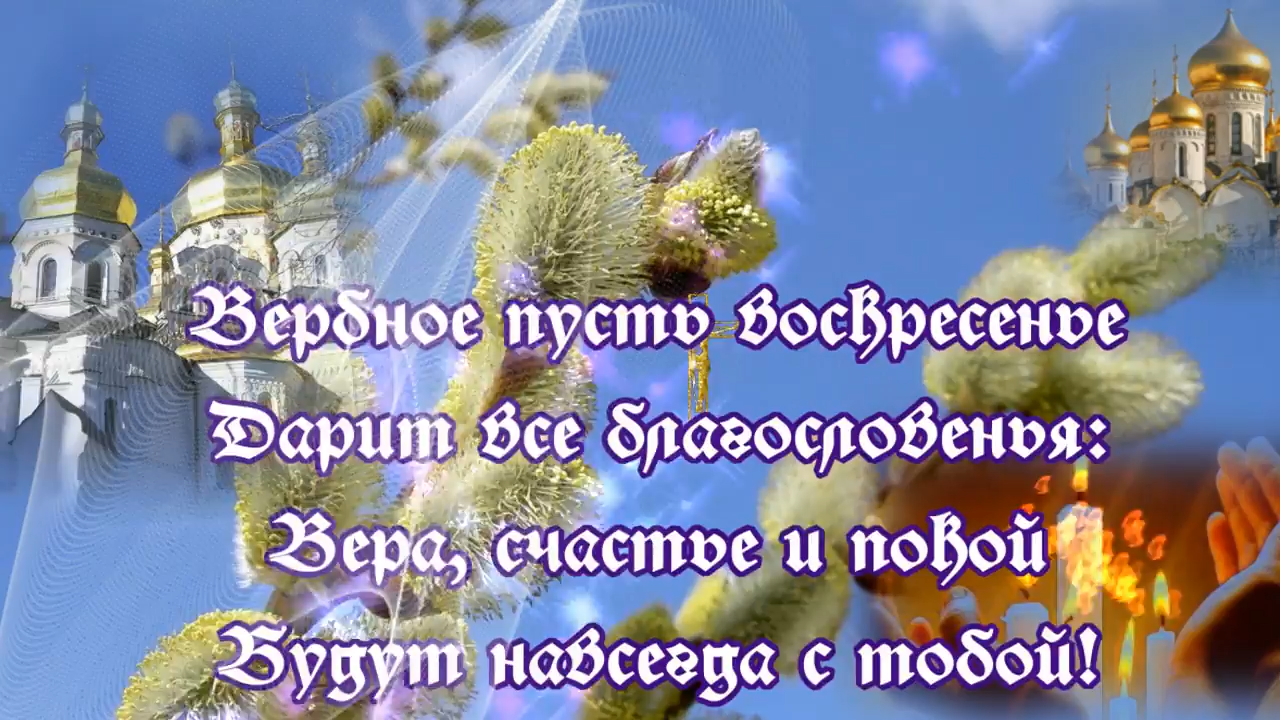 Вербное пусть воскресенье
Дарит все благословенья:
Вера, счастье и покой
Будут навсегда с тобой!